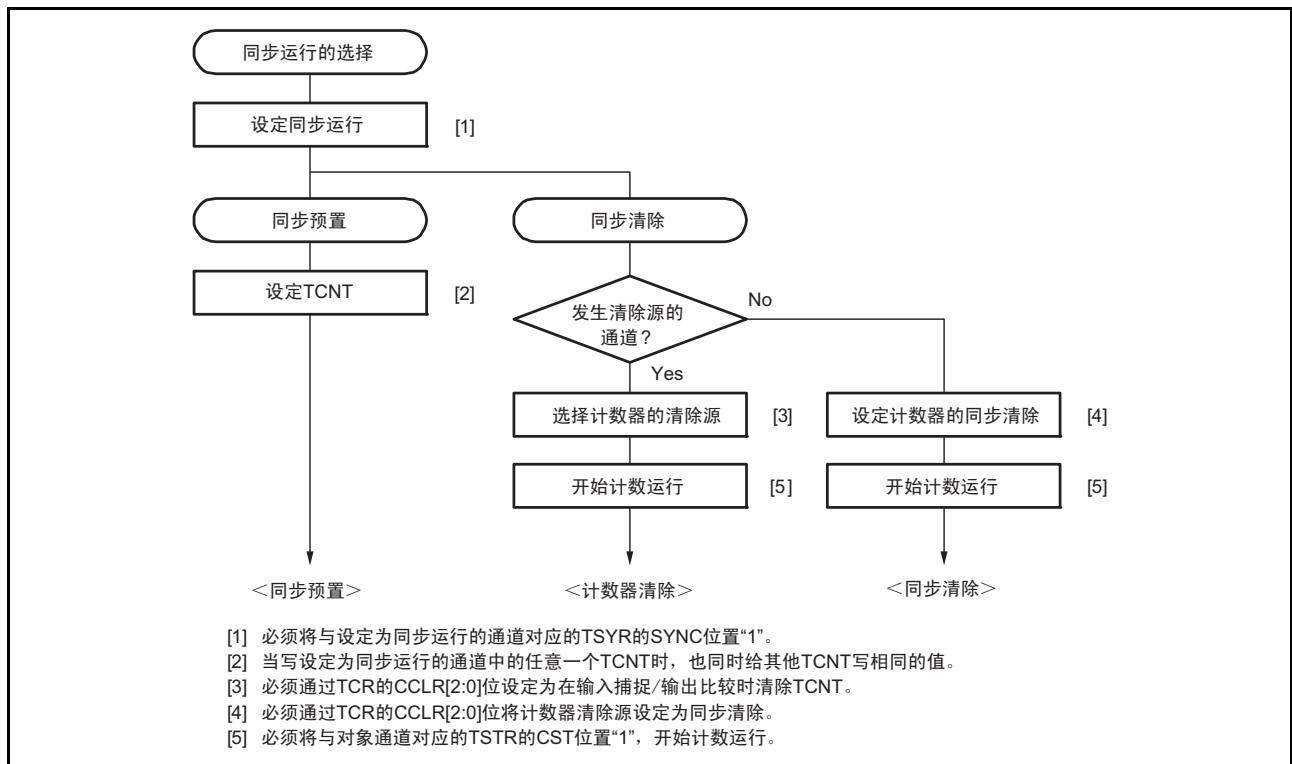 同步运行的选择
设定同步运行 [1]
同步预置 同步清除
设定TCNT [2]
发生清除源的
通道？
No
Yes
选择计数器的清除源 [3] 设定计数器的同步清除 [4]
开始计数运行 [5] 开始计数运行 [5]
＜同步预置＞ ＜计数器清除＞ ＜同步清除＞
[1] 必须将与设定为同步运行的通道对应的TSYR的SYNC位置“1”。
[2] 当写设定为同步运行的通道中的任意一个TCNT时，也同时给其他TCNT写相同的值。
[3] 必须通过TCR的CCLR[2:0]位设定为在输入捕捉/输出比较时清除TCNT。
[4] 必须通过TCR的CCLR[2:0]位将计数器清除源设定为同步清除。
[5] 必须将与对象通道对应的TSTR的CST位置“1”，开始计数运行。